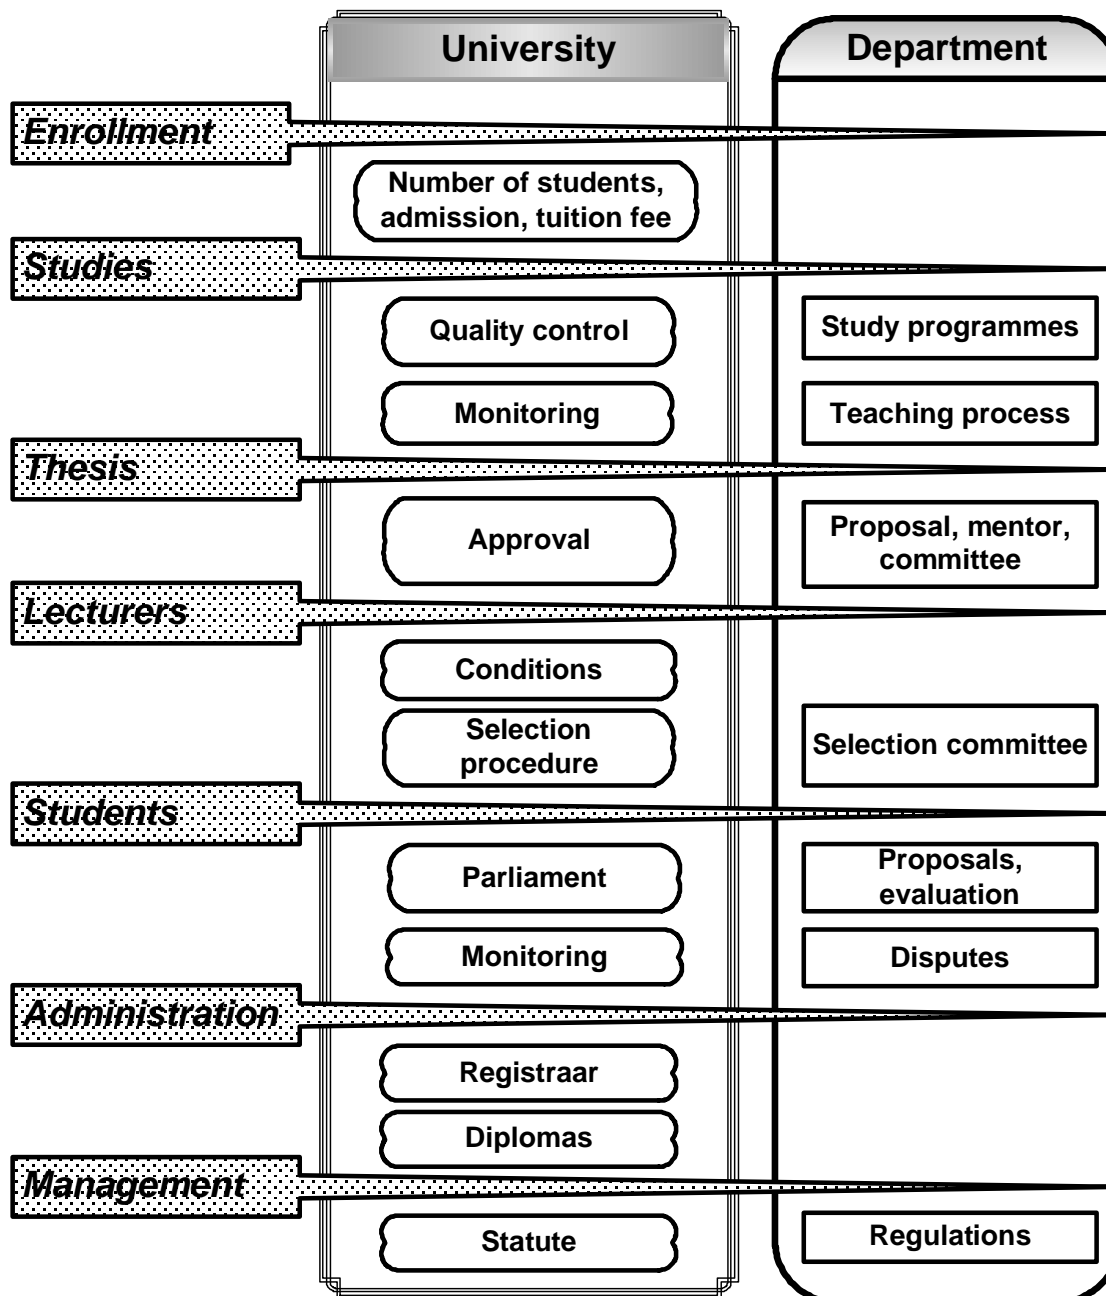 University
Department
Enrollment
Number of students,
admission, tuition fee
Studies
Quality control
Study programmes
Monitoring
Teaching process
Thesis
Approval
Proposal, mentor,
committee
Lecturers
Conditions
Selection
procedure
Selection committee
Students
Parliament
Proposals,
evaluation
Monitoring
Disputes
Administration
Registraar
Diplomas
Management
Statute
Regulations